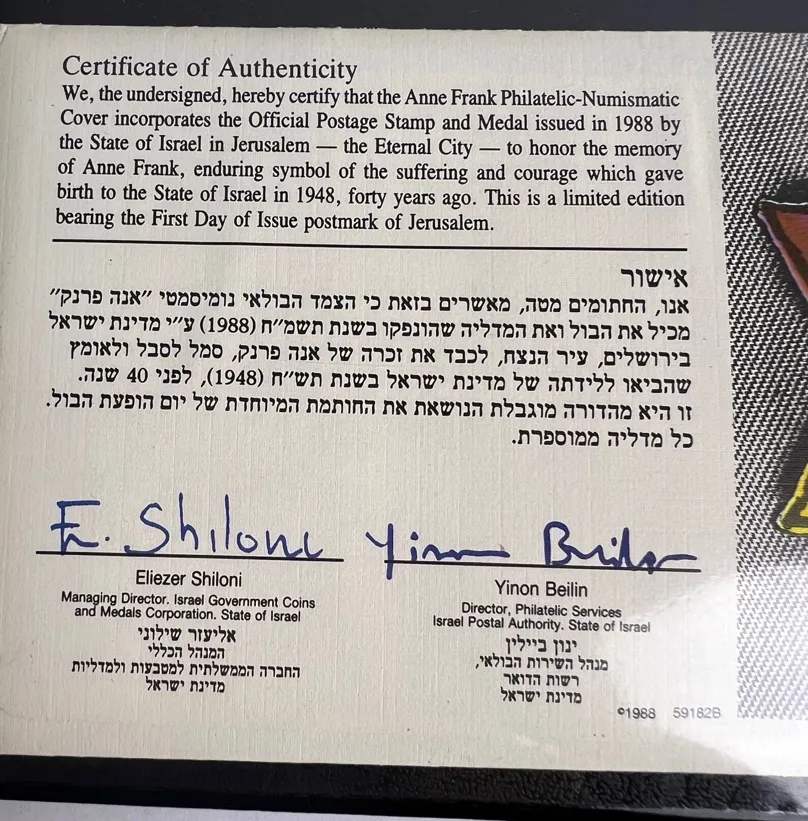 Certificate of Authenticity
We, the undersigned, hereby certify that the Anne Frank Philatelic-Numismatic
Cover incorporates the Official Postage Stamp and Medal issued in 1988 by
the State of Israel in Jerusalem — the Eternal City — to honor the memory
of Anne Frank, enduring symbol of the suffering and courage which gave
birth to the State of Israel in 1948, forty years ago. This is a limited edition
bearing the First Day of Issue postmark of Jerusalem.
אישור
אנו, החתומים מטה, מאשרים בזאת כי הצמד הבולאי נומיסמטי "אנה פרנק"
מכיל את הבול ואת המדליה שהונפקו בשנת תשמ"ח (1988) ע"י מדינת ישראל
בירושלים, עיר הנצח, לכבד את זכרה של אנה פרנק, סמל לסבל ולאומץ
שהביאו ללידתה של מדינת ישראל בשנת תש"ח (1948), לפני 40 שנה.
זו היא מהדורה מוגבלת הנושאת את החותמת המיוחדת של יום הופעת הבול.
כל מדליה ממוספרת.
E. Shiloni
Eliezer Shiloni
Managing Director. Israel Government Coins
and Medals Corporation. State of Israel
אליעזר שילוני
המנהל הכללי
החברה הממשלתית למטבעות ולמדליות
מדינת ישראל
Yinon Beilin
Yinon Beilin
Director, Philatelic Services
Israel Postal Authority. State of Israel
ינון ביילין
מנהל השירות הבולאי,
רשות הדואר
מדינת ישראל
©1988 59182B